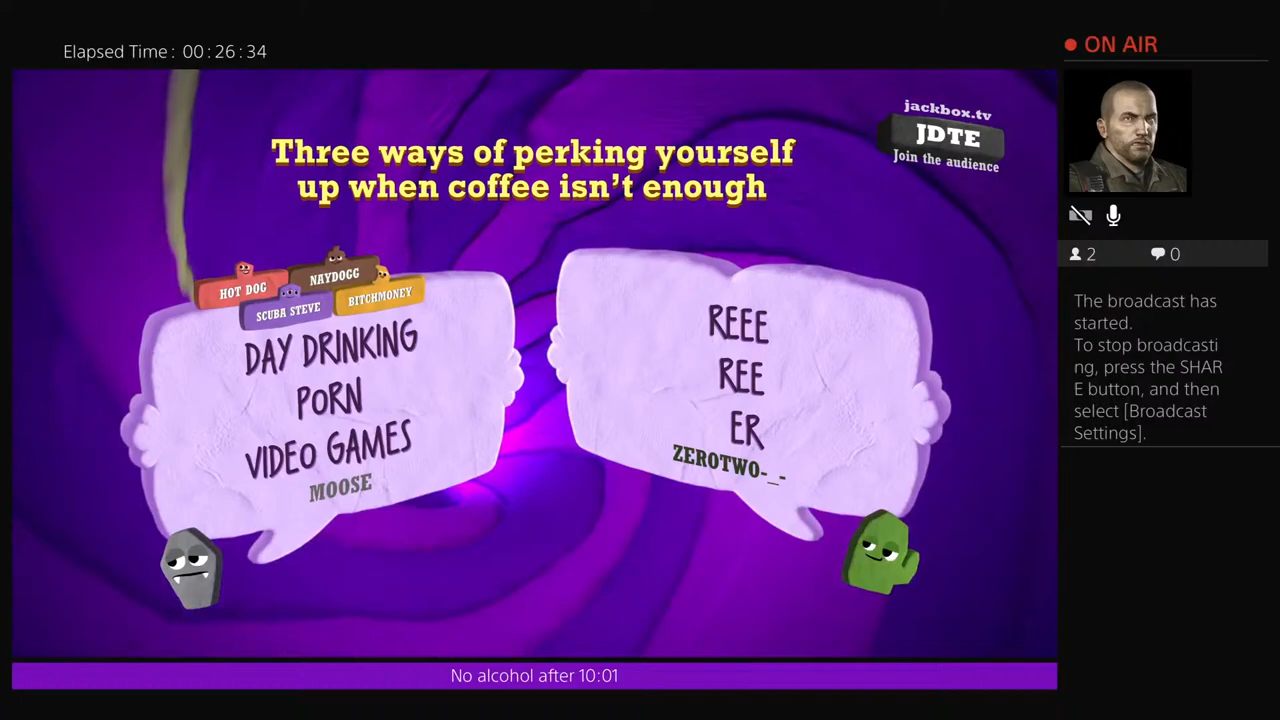 Elapsed Time: 00:26:34
ON AIR
jackbox.tv
JDTE
Join the audience
Three ways of perking yourself
up when coffee isn't enough
HOT DOG
NAYDOGG
SCUBA STEVE
BITCHMONEY
DAY DRINKING
PORN
VIDEO GAMES
MOOSE
REEE
REE
ER
ZEROTWO-_-
2
0
The broadcast has
started.
To stop broadcasti
ng, press the SHAR
E button, and then
select [Broadcast
Settings].
No alcohol after 10:01